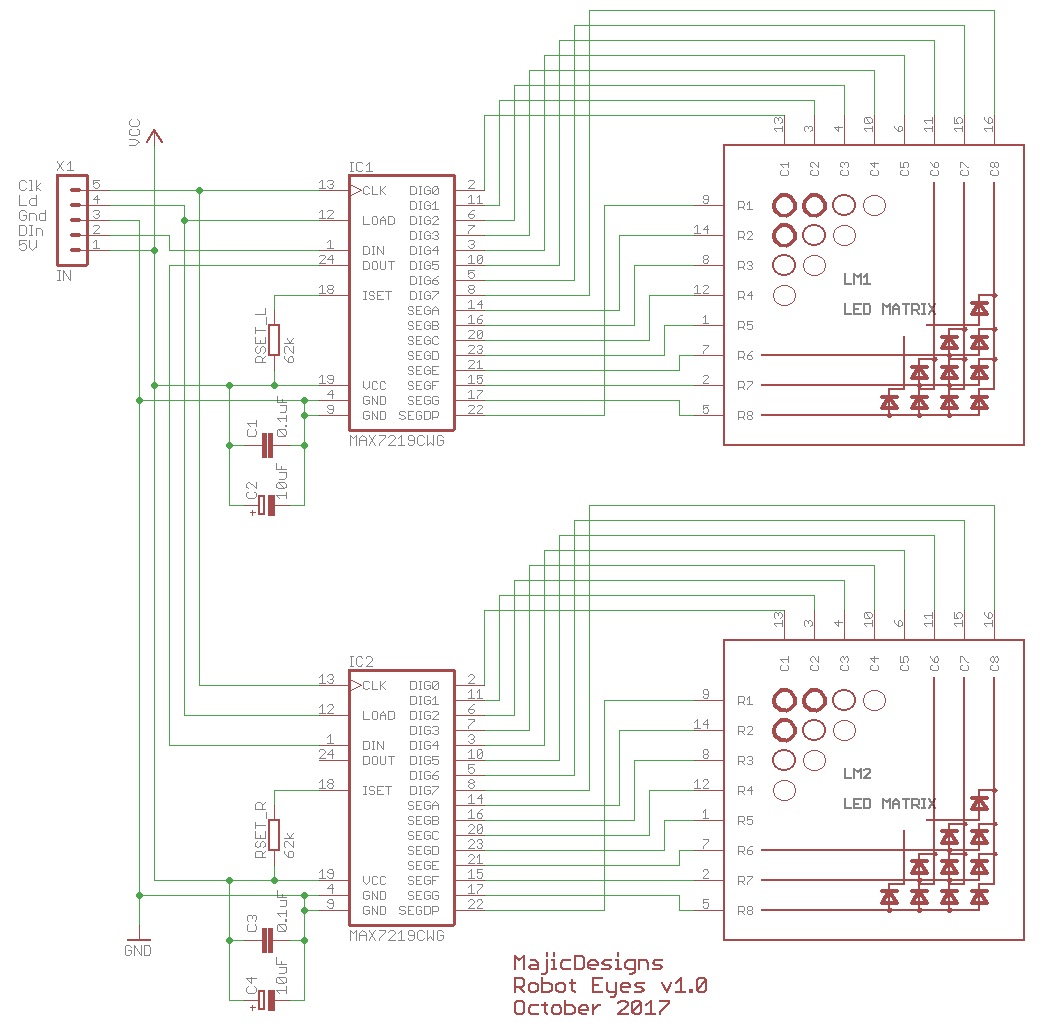 VCC
X1
Clk 5
Ld 4
Gnd 3
DIn 2
5V 1
IN
IC1
13 CLK DIG0 2
DIG1 11
12 LOAD DIG2 6
DIG3 7
1 DIN DIG4 3
24 DOUT DIG5 10
DIG6 5
18 ISET DIG7 8
SEGA 14
SEGB 16
SEGC 20
SEGD 23
SEGE 21
19 VCC SEGF 15
4 GND SEGG 17
9 GND SEGDP 22
MAX7219CWG
RSET_L
62K
C1
0.1uF
C2
10uF
+
13 3 4 10 6 11 15 16
C1 C2 C3 C4 C5 C6 C7 C8
9 R1
14 R2
8 R3
12 R4
1 R5
7 R6
2 R7
5 R8
LM1
LED MATRIX
IC2
13 CLK DIG0 2
DIG1 11
12 LOAD DIG2 6
DIG3 7
1 DIN DIG4 3
24 DOUT DIG5 10
DIG6 5
18 ISET DIG7 8
SEGA 14
SEGB 16
SEGC 20
SEGD 23
SEGE 21
19 VCC SEGF 15
4 GND SEGG 17
9 GND SEGDP 22
MAX7219CWG
RSET_R
62K
C3
0.1uF
C4
10uF
+
GND
13 3 4 10 6 11 15 16
C1 C2 C3 C4 C5 C6 C7 C8
9 R1
14 R2
8 R3
12 R4
1 R5
7 R6
2 R7
5 R8
LM2
LED MATRIX
MajicDesigns
Robot Eyes v1.0
October 2017